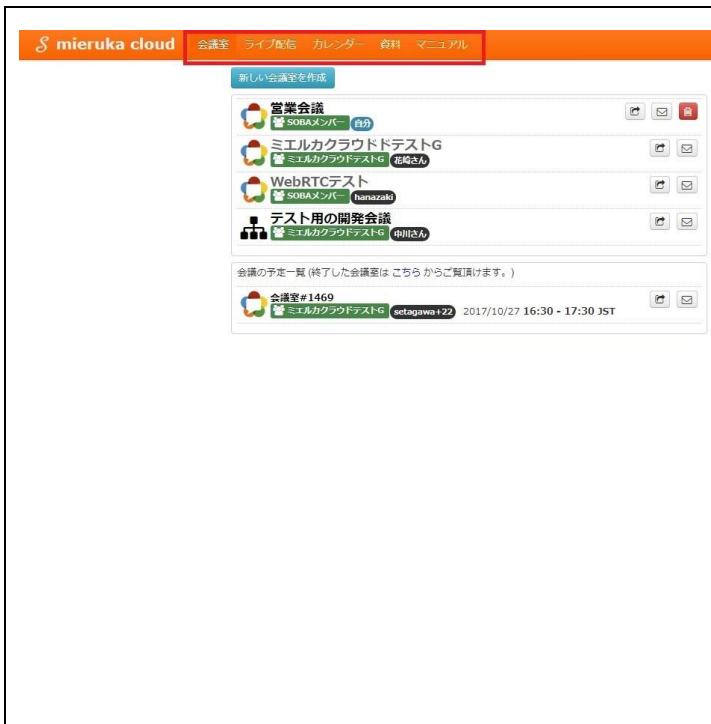 S mieruka cloud 会議室 ライブ配信 カレンダー 資料 マニュアル
新しい会議室を作成
営業会議
SOBAメンバー 自分
ミエルカクラウドドテストG
ミエルカクラウドテストG 花崎さん
WebRTCテスト
SOBAメンバー hanazaki
テスト用の開発会議
ミエルカクラウドテストG 中川さん
会議の予定一覧 (終了した会議室は こちら からご覧頂けます。)
会議室#1469
ミエルカクラウドテストG setagawa+22 2017/10/27 16:30 - 17:30 JST